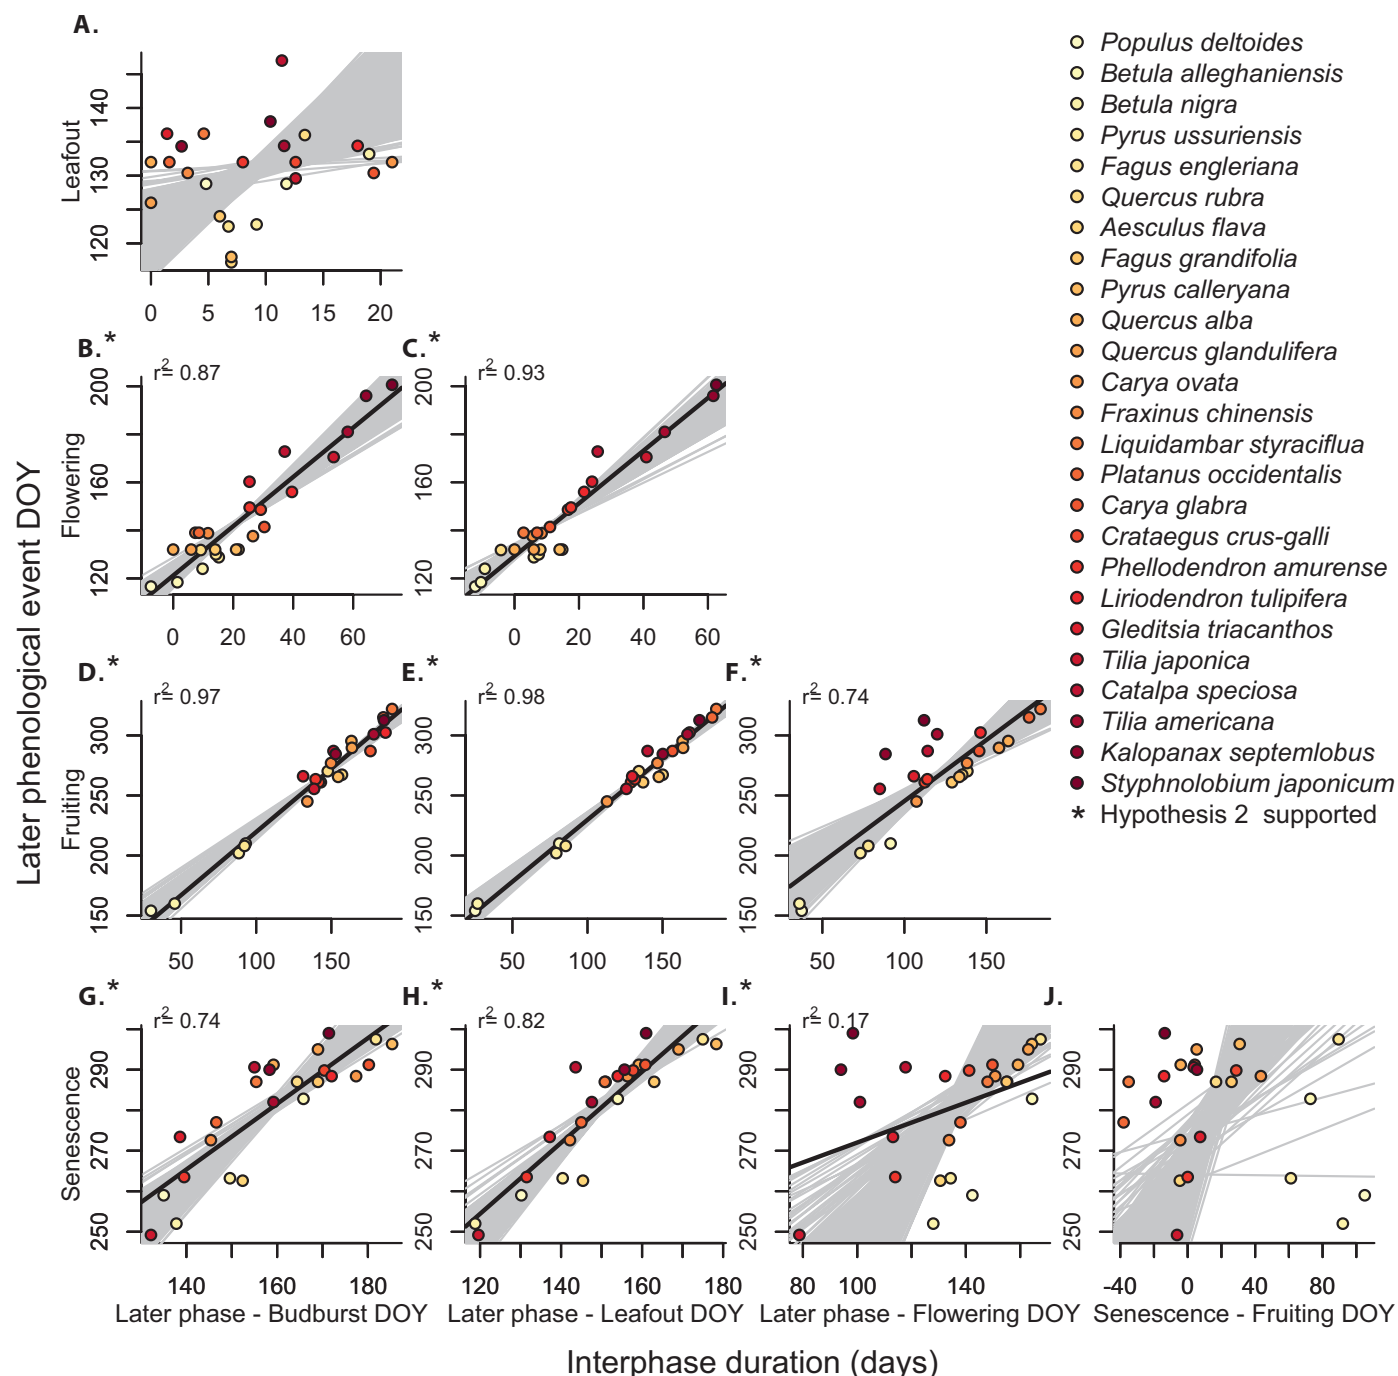 A.
Leafout
120 130 140
0 5 10 15 20
B.*
r² = 0.87
Flowering
120 160 200
0 20 40 60
C.*
r² = 0.93
120 160 200
0 20 40 60
D.*
r² = 0.97
Fruiting
150 200 250 300
50 100 150
E.*
r² = 0.98
150 200 250 300
50 100 150
F.*
r² = 0.74
150 200 250 300
50 100 150
G.*
r² = 0.74
Senescence
250 270 290
140 160 180
Later phase - Budburst DOY
H.*
r² = 0.82
250 270 290
120 140 160 180
Later phase - Leafout DOY
I.*
r² = 0.17
250 270 290
80 100 140
Later phase - Flowering DOY
J.
250 270 290
-40 0 40 80
Senescence - Fruiting DOY
Later phenological event DOY
Interphase duration (days)
Populus deltoides
Betula alleghaniensis
Betula nigra
Pyrus ussuriensis
Fagus engleriana
Quercus rubra
Aesculus flava
Fagus grandifolia
Pyrus calleryana
Quercus alba
Quercus glandulifera
Carya ovata
Fraxinus chinensis
Liquidambar styraciflua
Platanus occidentalis
Carya glabra
Crataegus crus-galli
Phellodendron amurense
Liriodendron tulipifera
Gleditsia triacanthos
Tilia japonica
Catalpa speciosa
Tilia americana
Kalopanax septemlobus
Styphnolobium japonicum
* Hypothesis 2 supported